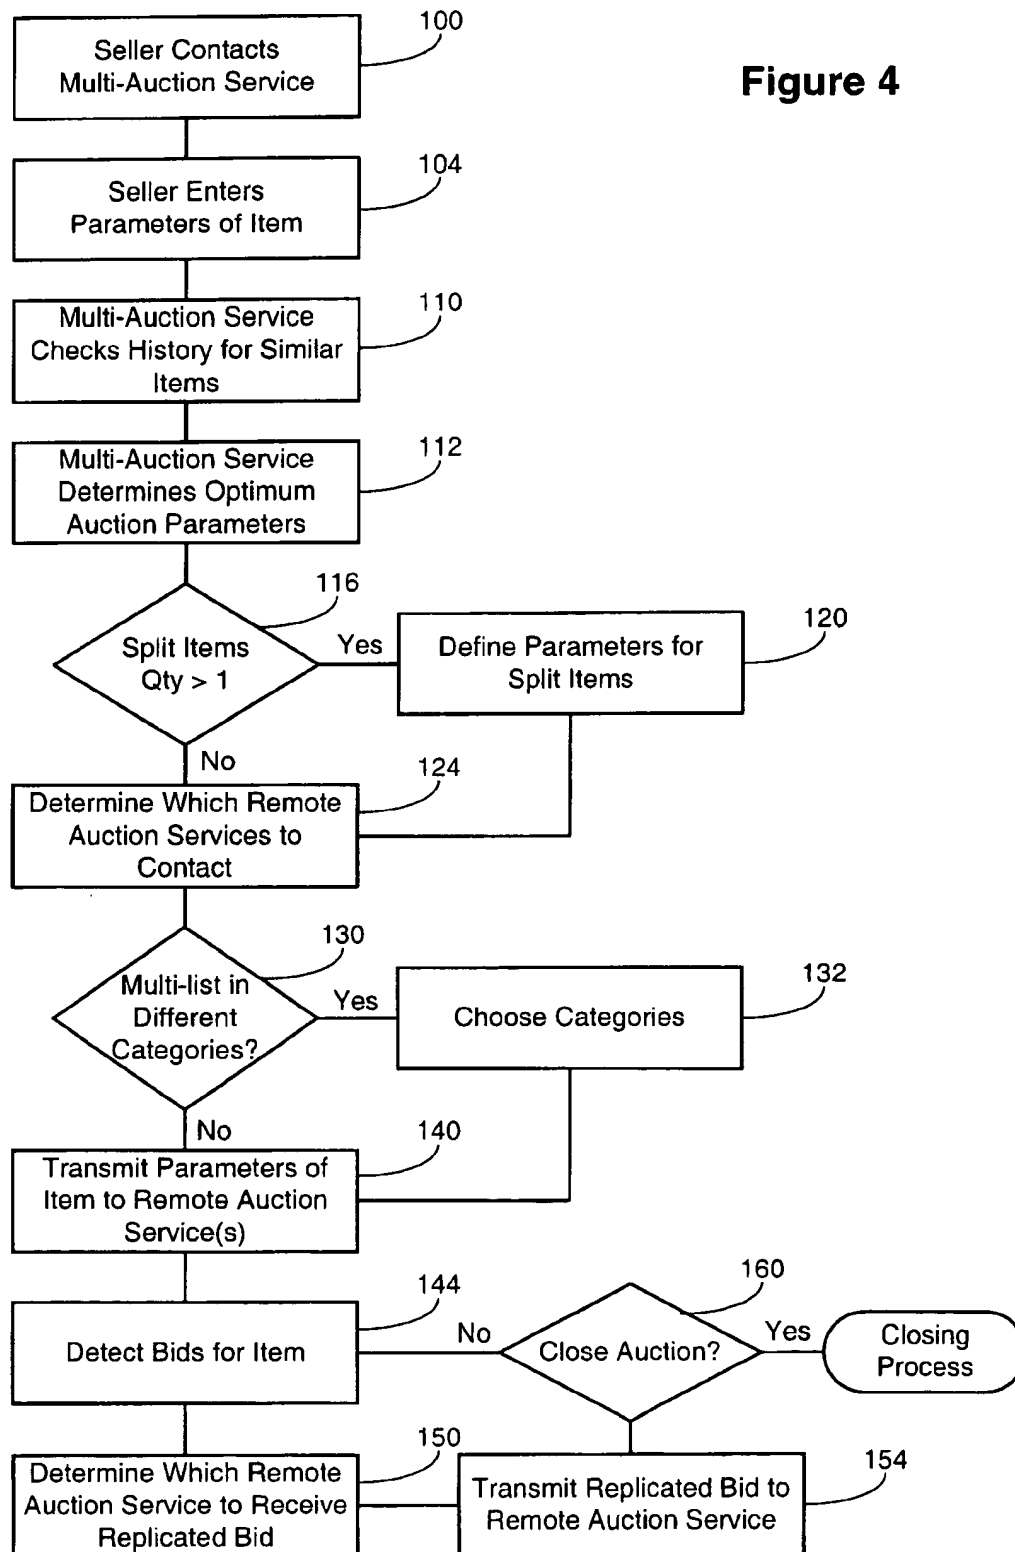 Figure 4
100
Seller Contacts
Multi-Auction Service
104
Seller Enters
Parameters of Item
110
Multi-Auction Service
Checks History for Similar
Items
112
Multi-Auction Service
Determines Optimum
Auction Parameters
116
Split Items
Qty > 1
Yes
120
Define Parameters for
Split Items
No
124
Determine Which Remote
Auction Services to
Contact
130
Multi-list in
Different
Categories?
Yes
132
Choose Categories
No
140
Transmit Parameters of
Item to Remote Auction
Service(s)
144
Detect Bids for Item
No
160
Close Auction?
Yes
Closing
Process
150
Determine Which Remote
Auction Service to Receive
Replicated Bid
154
Transmit Replicated Bid to
Remote Auction Service